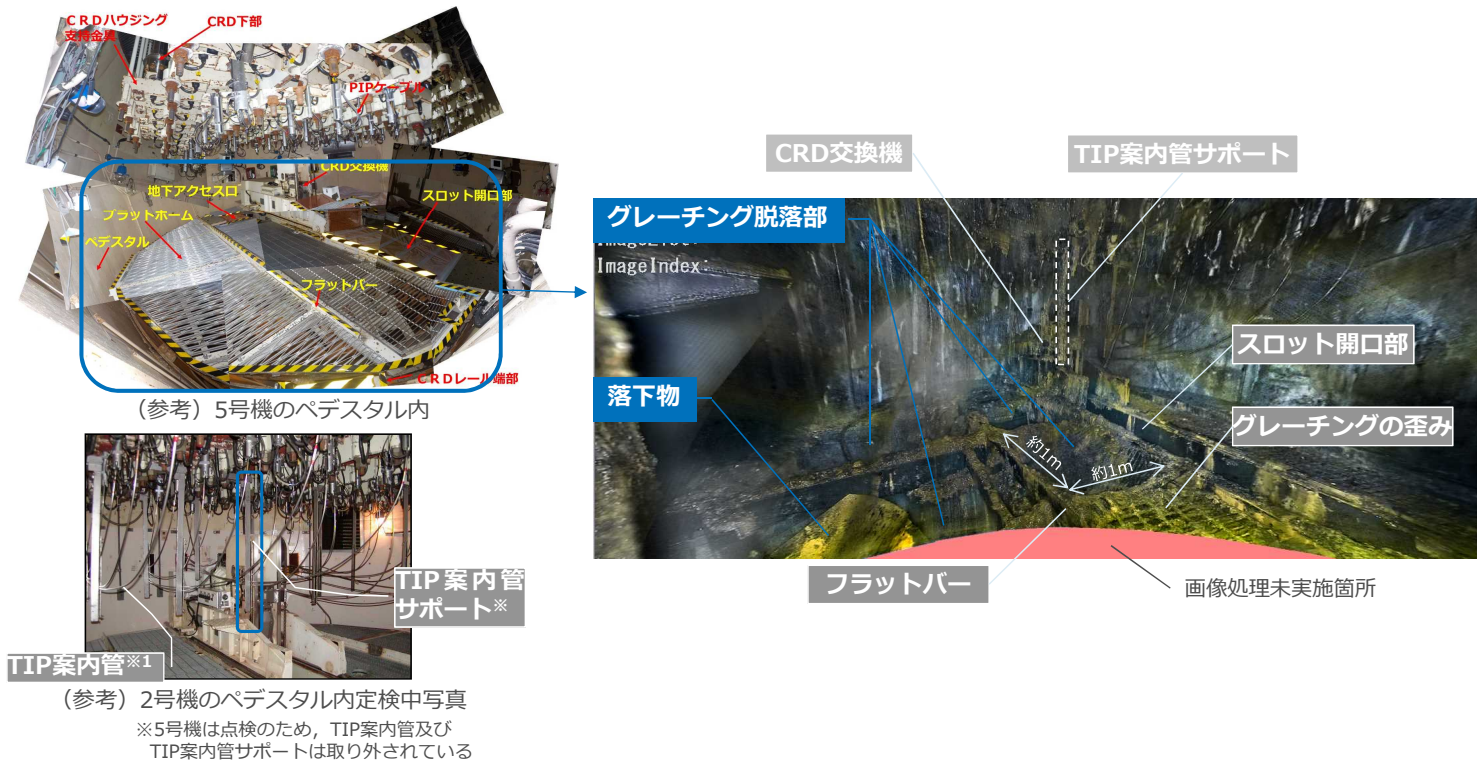 ＣＲＤハウジング
支持金具
CRD下部
PIPケーブル
CRD交換機
地下アクセス口
スロット開口部
プラットホーム
ペデスタル
フラットバー
ＣＲＤレール端部
（参考）5号機のペデスタル内
TIP案内管
サポート※
TIP案内管※1
（参考）2号機のペデスタル内定検中写真
※5号機は点検のため，TIP案内管及び
TIP案内管サポートは取り外されている
CRD交換機
TIP案内管サポート
グレーチング脱落部
ImageIndex:
スロット開口部
落下物
グレーチングの歪み
約1m
約1m
フラットバー
画像処理未実施箇所